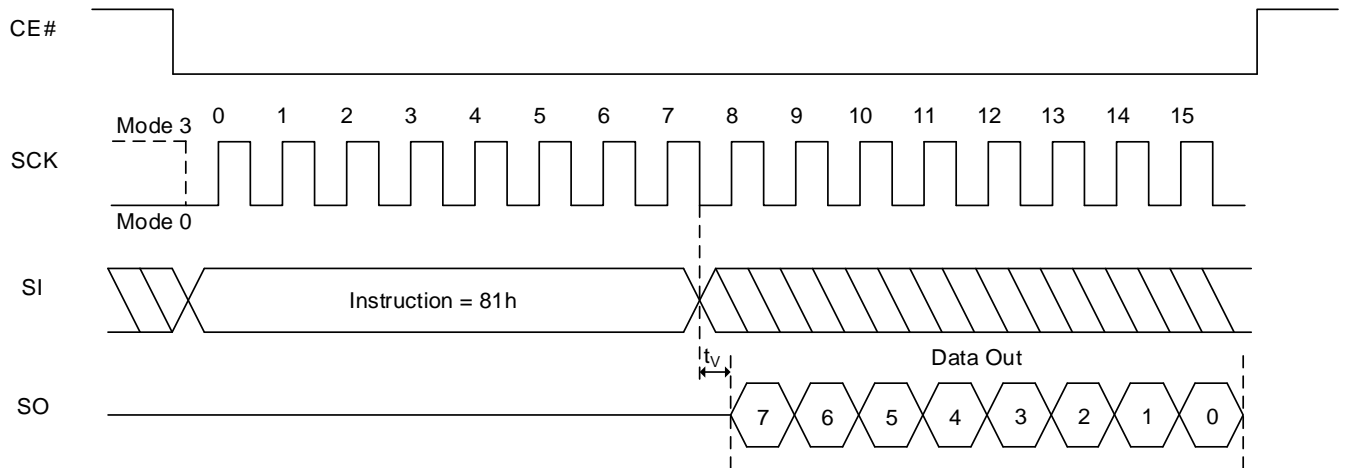 CE#
0 1 2 3 4 5 6 7 8 9 10 11 12 13 14 15
Mode 3
SCK
Mode 0
SI
Instruction = 81h
tV
Data Out
SO
7 6 5 4 3 2 1 0